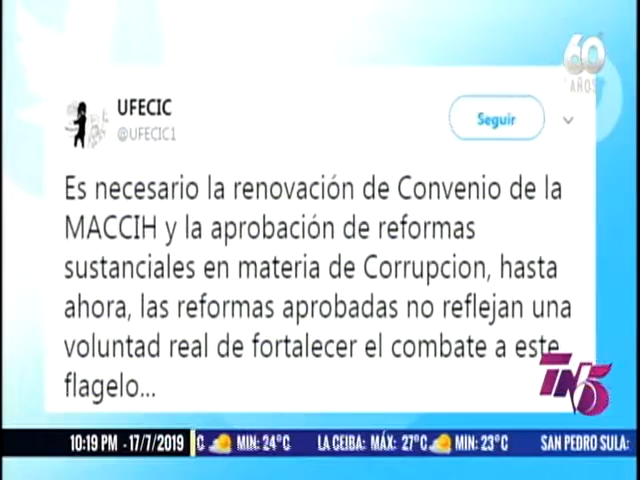 60
AÑOS
UFECIC
@UFECIC1
Seguir
Es necesario la renovación de Convenio de la
MACCIH y la aprobación de reformas
sustanciales en materia de Corrupcion, hasta
ahora, las reformas aprobadas no reflejan una
voluntad real de fortalecer el combate a este
flagelo...
TN5
10:19 PM - 17/7/2019 C MIN: 24°C LA CEIBA: MÁX: 27°C MIN: 23°C SAN PEDRO SULA: